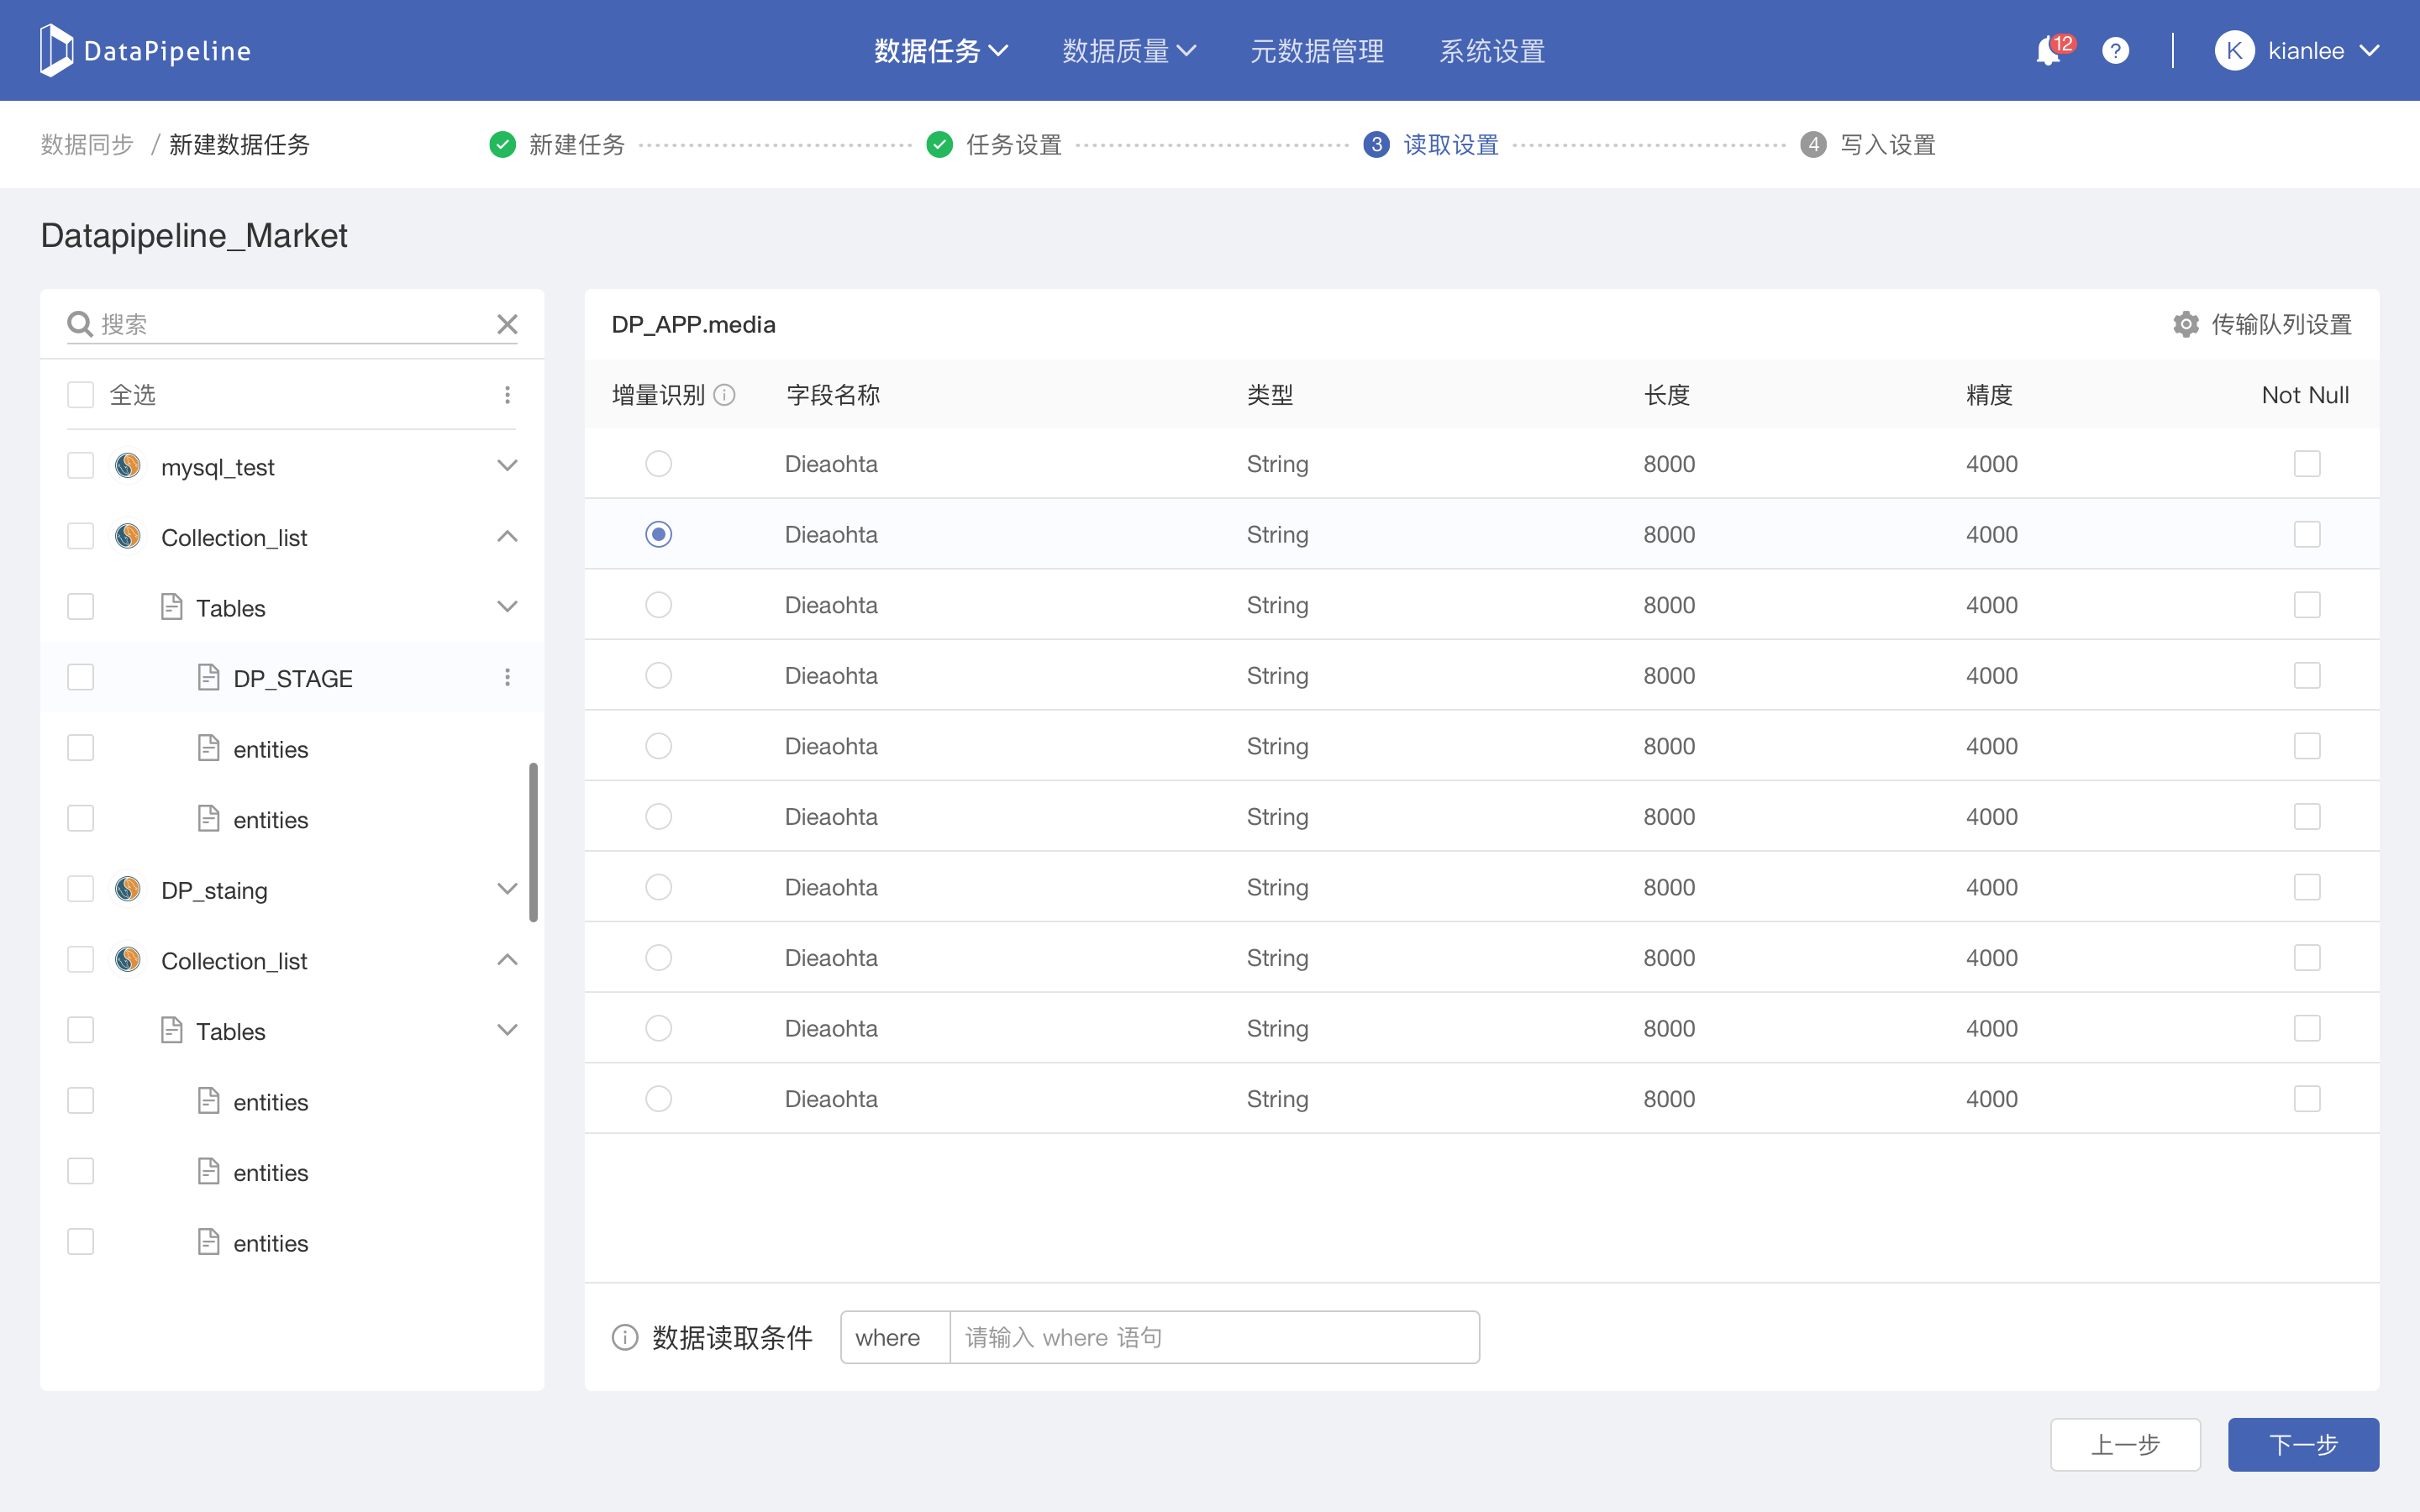 DataPipeline 数据任务 数据质量 元数据管理 系统设置 12 ? K kianlee
数据同步 / 新建数据任务 新建任务 任务设置 3 读取设置 4 写入设置
Datapipeline_Market
搜索
全选
mysql_test
Collection_list
Tables
DP_STAGE
entities
entities
DP_staing
Collection_list
Tables
entities
entities
entities
DP_APP.media 传输队列设置
增量识别 字段名称 类型 长度 精度 Not Null
Dieaohta String 8000 4000
Dieaohta String 8000 4000
Dieaohta String 8000 4000
Dieaohta String 8000 4000
Dieaohta String 8000 4000
Dieaohta String 8000 4000
Dieaohta String 8000 4000
Dieaohta String 8000 4000
Dieaohta String 8000 4000
Dieaohta String 8000 4000
数据读取条件 where 请输入 where 语句
上一步 下一步